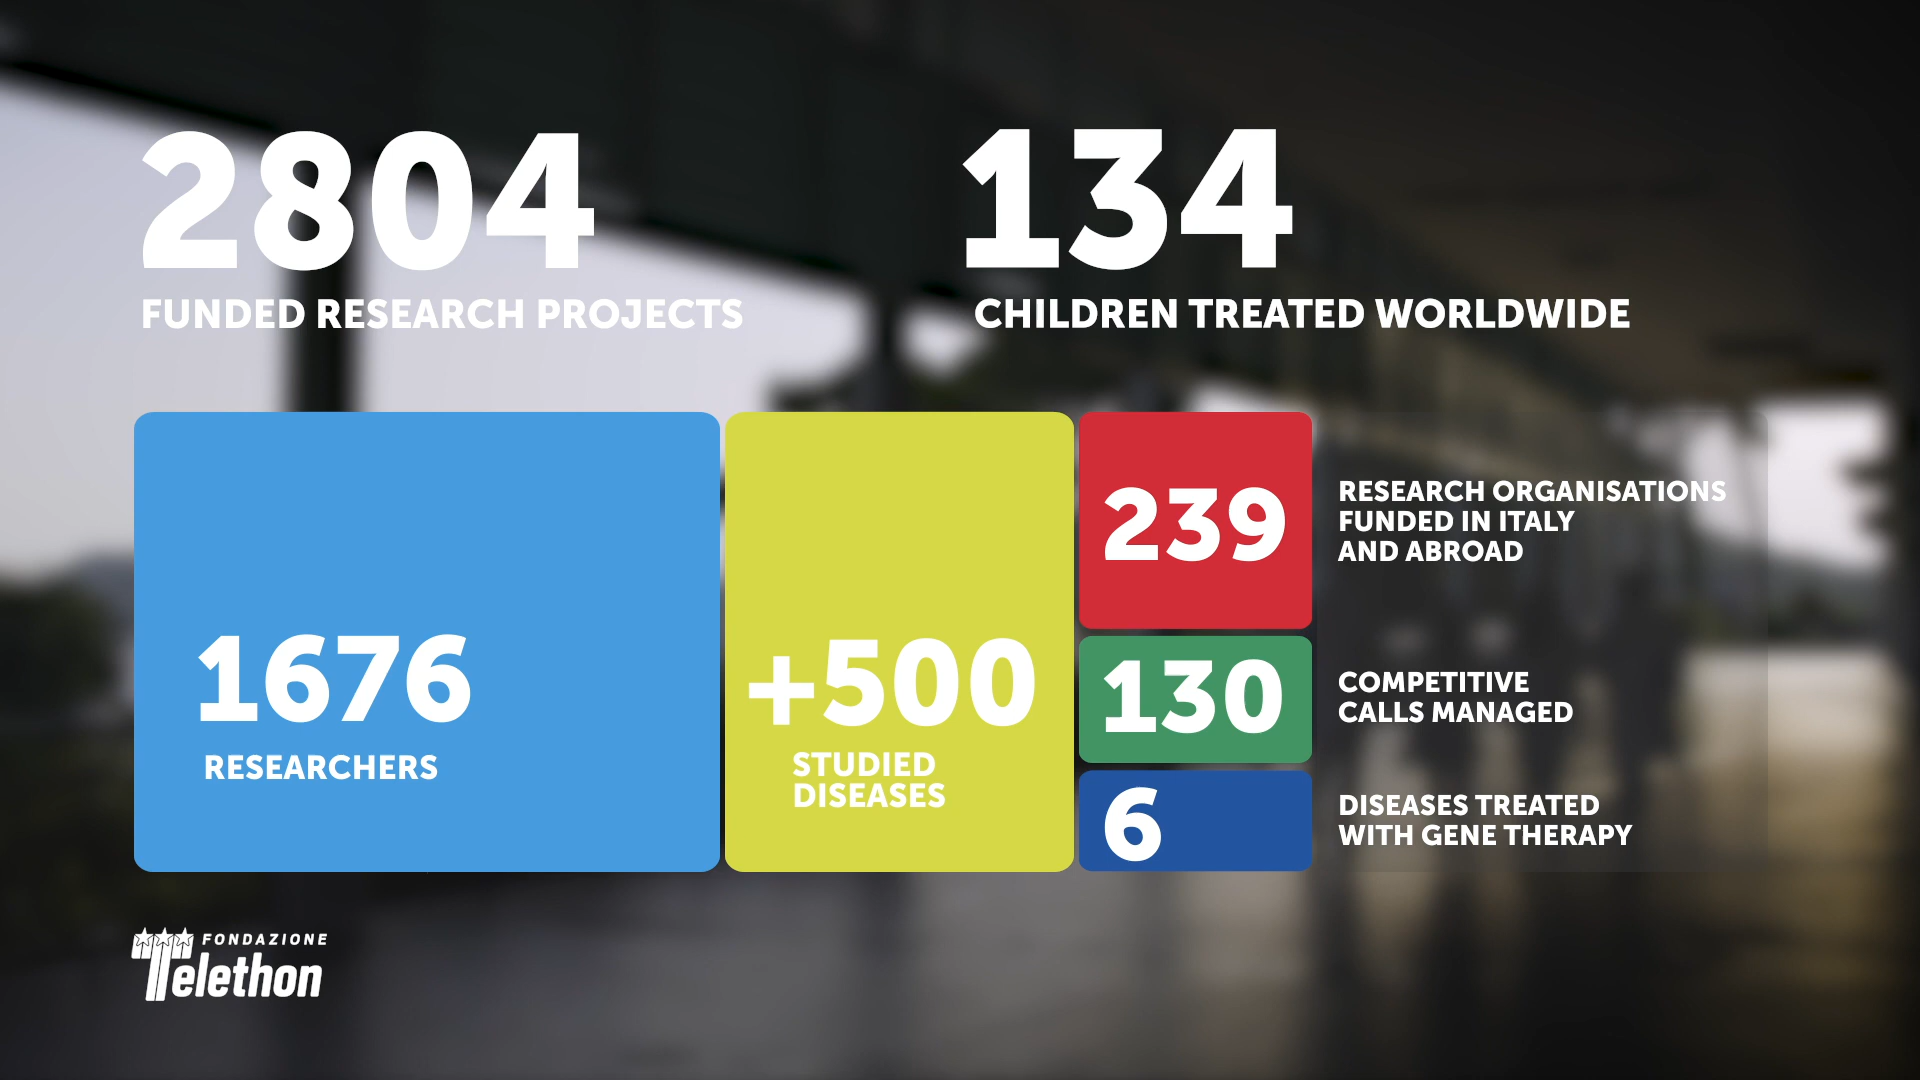 2804
FUNDED RESEARCH PROJECTS
134
CHILDREN TREATED WORLDWIDE
1676
RESEARCHERS
+500
STUDIED
DISEASES
239
RESEARCH ORGANISATIONS
FUNDED IN ITALY
AND ABROAD
130
COMPETITIVE
CALLS MANAGED
6
DISEASES TREATED
WITH GENE THERAPY
FONDAZIONE
Telethon